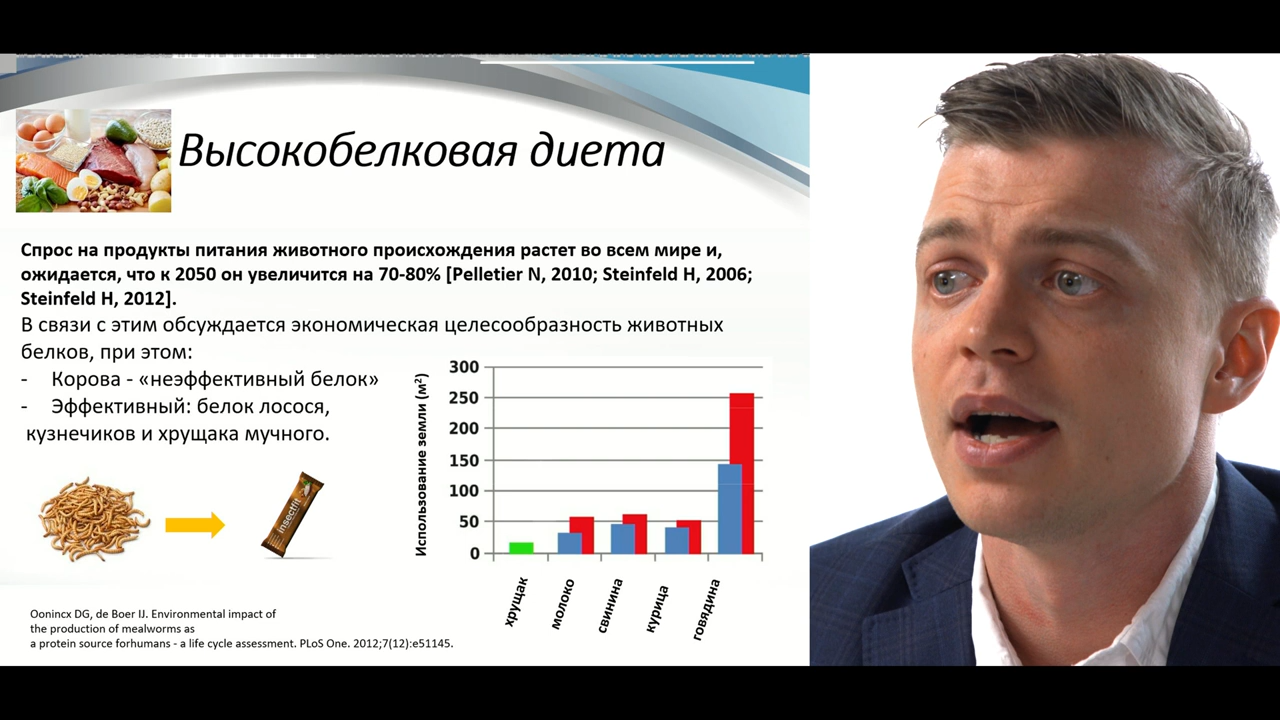 Высокобелковая диета
Спрос на продукты питания животного происхождения растет во всем мире и,
ожидается, что к 2050 он увеличится на 70-80% [Pelletier N, 2010; Steinfeld H, 2006;
Steinfeld H, 2012].
В связи с этим обсуждается экономическая целесообразность животных
белков, при этом:
- Корова - «неэффективный белок»
- Эффективный: белок лосося,
кузнечиков и хрущака мучного.
insectfit
Использование земли (м²)
300
250
200
150
100
50
0
хрущак
молоко
свинина
курица
говядина
Oonincx DG, de Boer IJ. Environmental impact of
the production of mealworms as
a protein source forhumans - a life cycle assessment. PLoS One. 2012;7(12):e51145.